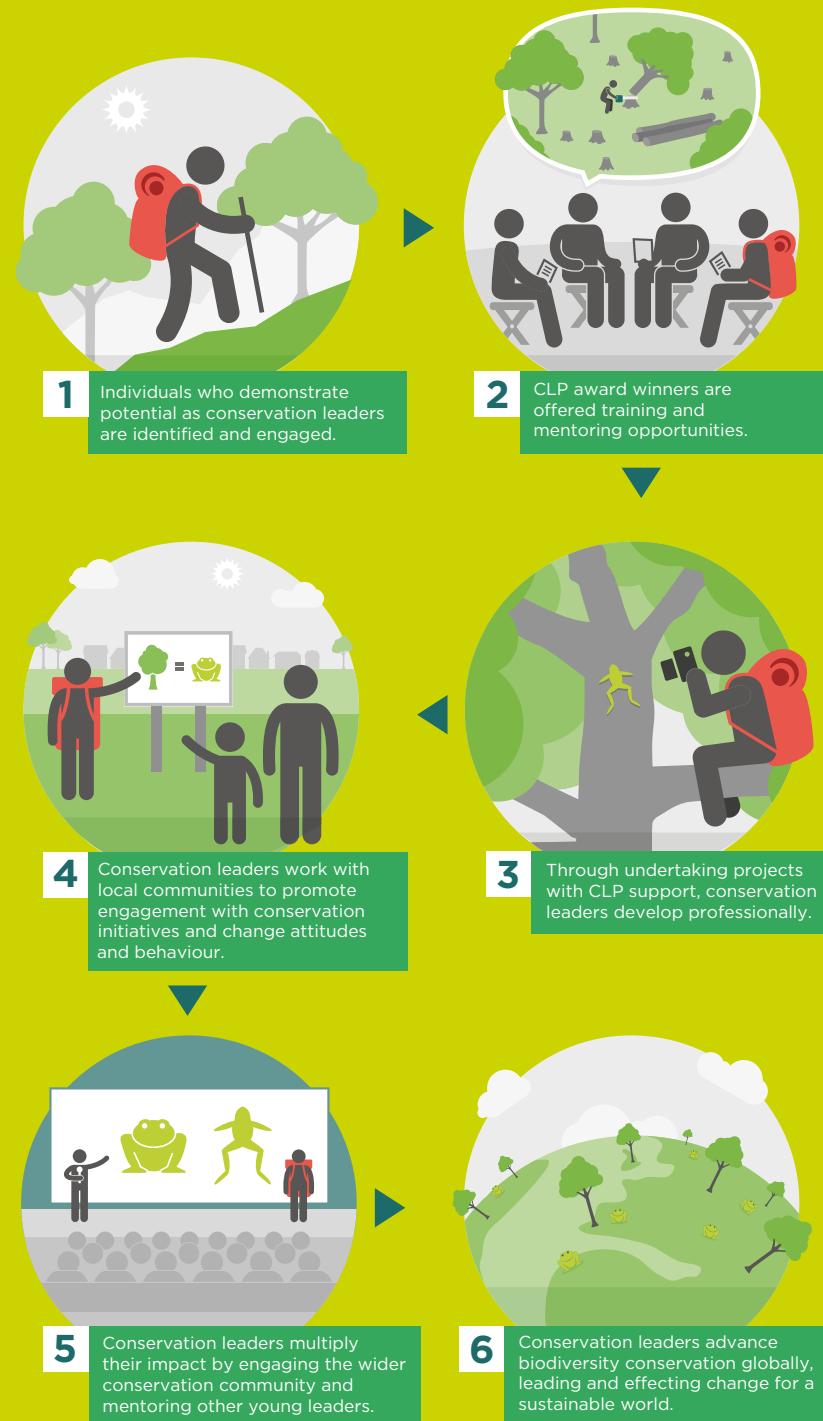 1
Individuals who demonstrate
potential as conservation leaders
are identified and engaged.
2
CLP award winners are
offered training and
mentoring opportunities.
3
Through undertaking projects
with CLP support, conservation
leaders develop professionally.
4
Conservation leaders work with
local communities to promote
engagement with conservation
initiatives and change attitudes
and behaviour.
=
5
Conservation leaders multiply
their impact by engaging the wider
conservation community and
mentoring other young leaders.
6
Conservation leaders advance
biodiversity conservation globally,
leading and effecting change for a
sustainable world.